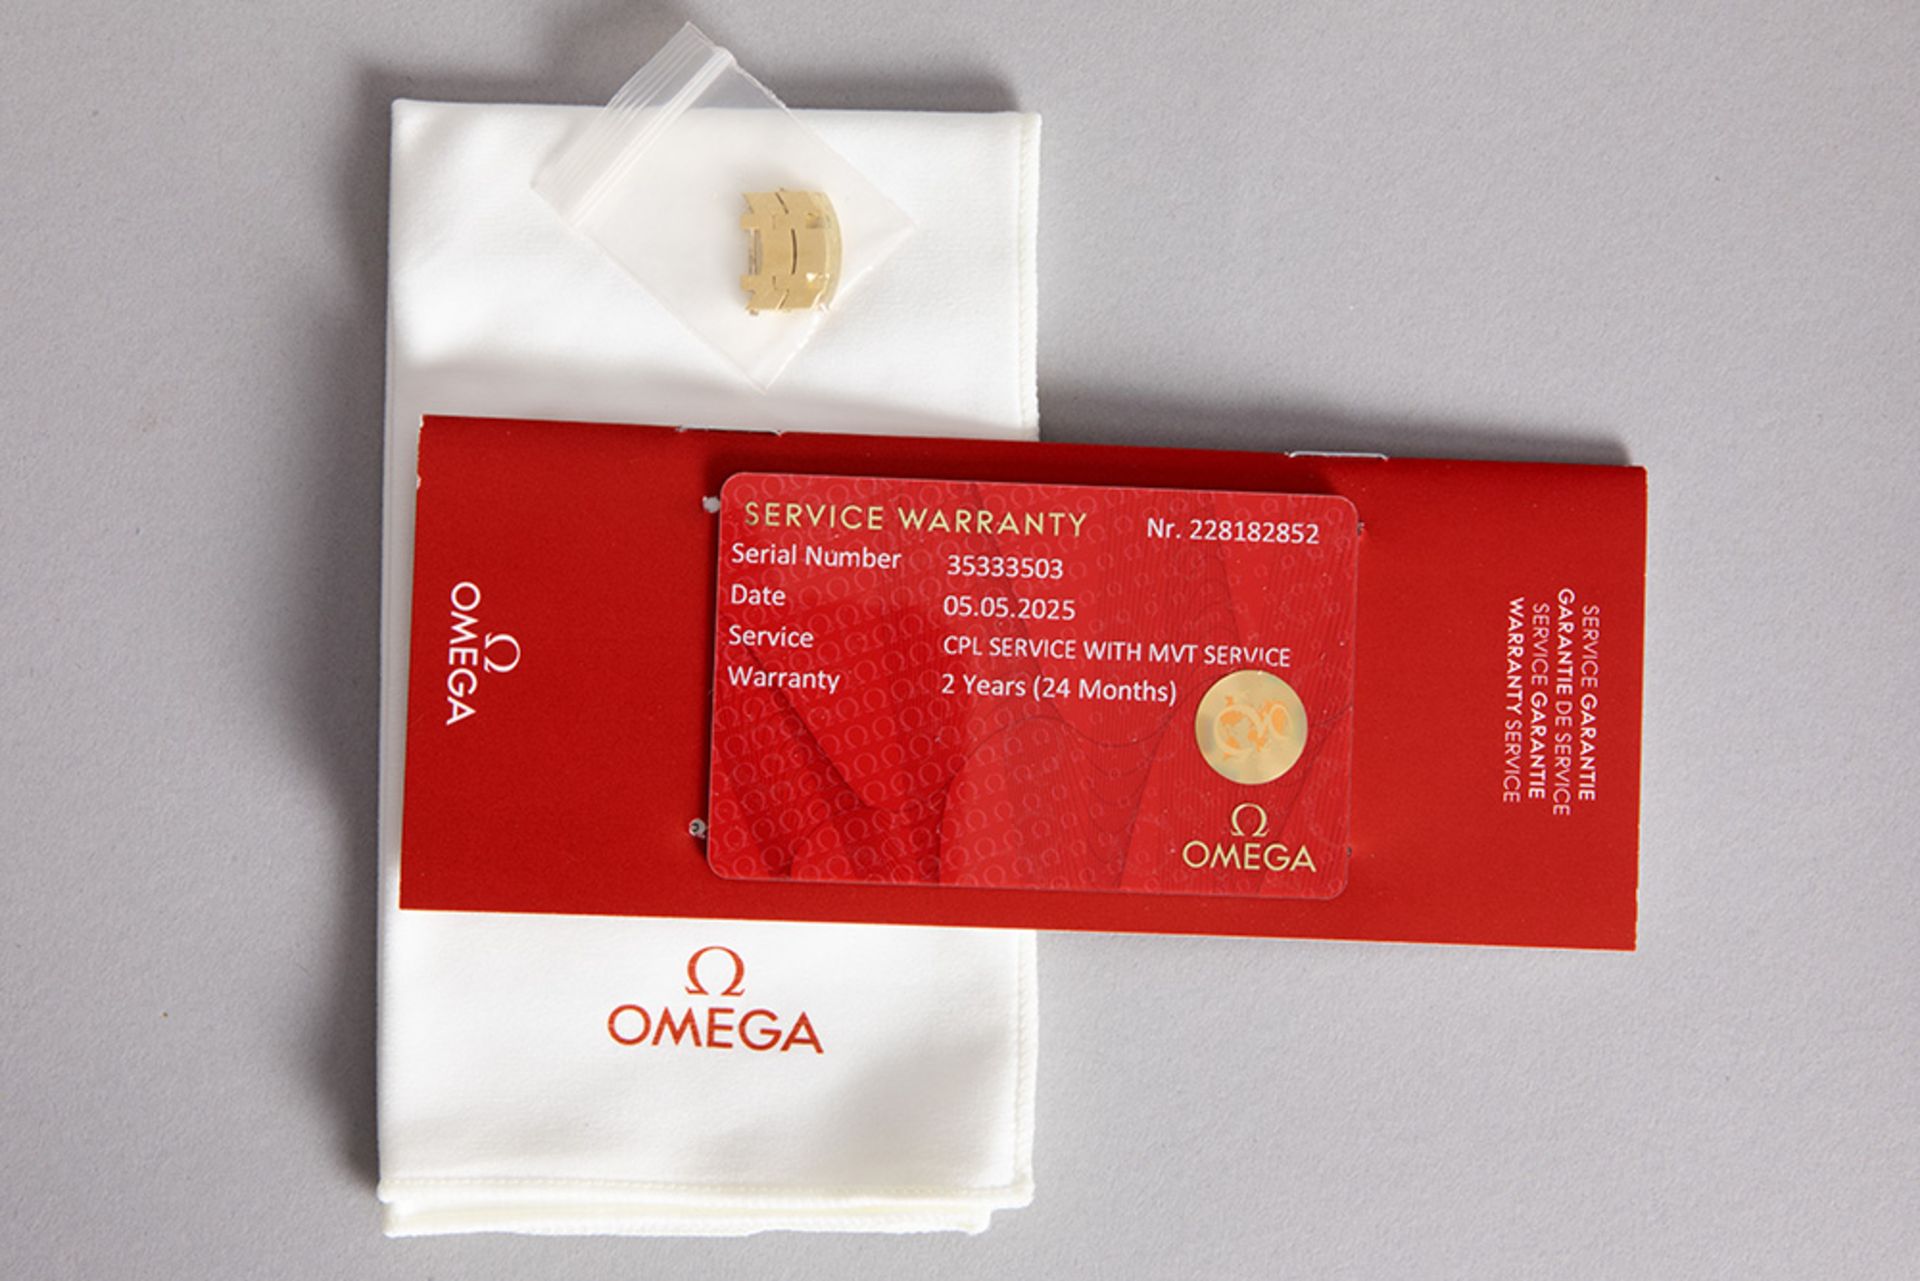 Ω
OMEGA
SERVICE WARRANTY
Nr. 228182852
Serial Number 35333503
Date 05.05.2025
Service CPL SERVICE WITH MVT SERVICE
Warranty 2 Years (24 Months)
Ω
OMEGA
SERVICE GARANTIE
GARANTIE DE SERVICE
SERVICE GARANTIE
WARRANTY SERVICE
Ω
OMEGA